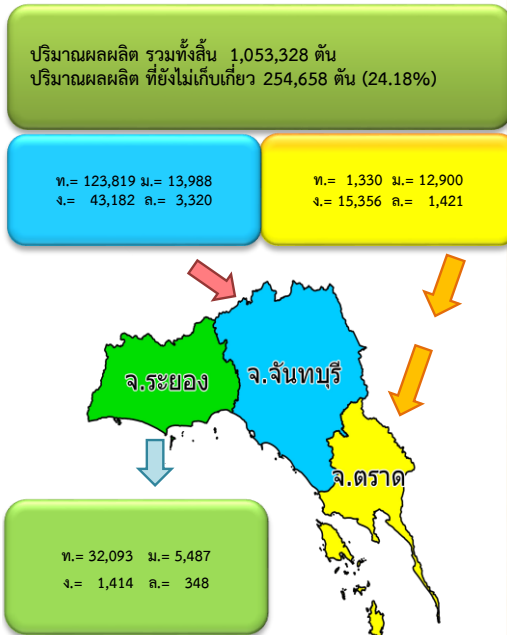 ปริมาณผลผลิต รวมทั้งสิ้น 1,053,328 ตัน
ปริมาณผลผลิต ที่ยังไม่เก็บเกี่ยว 254,658 ตัน (24.18%)
ท.= 123,819 ม.= 13,988
ง.= 43,182 ล.= 3,320
ท.= 1,330 ม.= 12,900
ง.= 15,356 ล.= 1,421
จ.ระยอง
จ.จันทบุรี
จ.ตราด
ท.= 32,093 ม.= 5,487
ง.= 1,414 ล.= 348